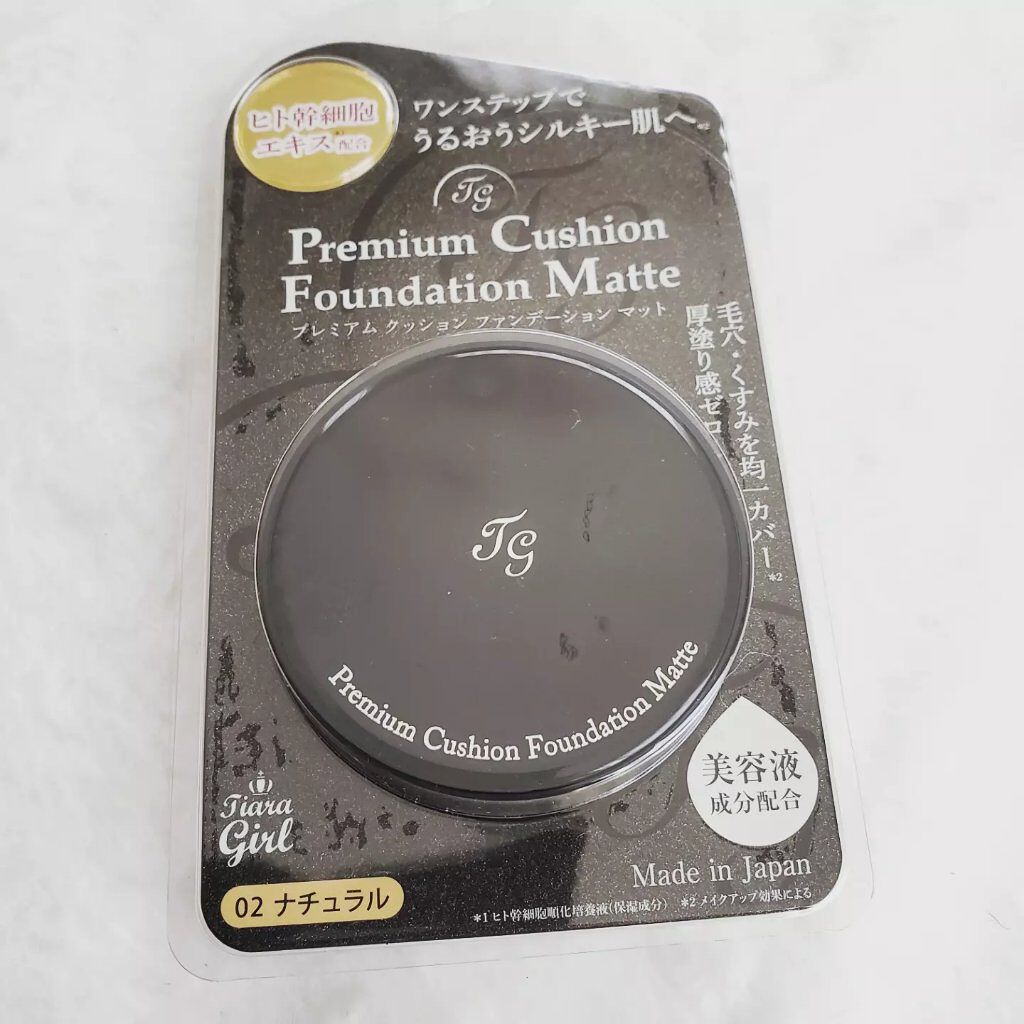 ヒト幹細胞
エキス*1配合
ワンステップで
うるおうシルキー肌へ。
TG
Premium Cushion
Foundation Matte
プレミアム クッション ファンデーション マット
毛穴・くすみを均一カバー*2
厚塗り感ゼロ
TG
Premium Cushion Foundation Matte
美容液
成分配合
Tiara
Girl
Made in Japan
02 ナチュラル
*1 ヒト幹細胞順化培養液(保湿成分) *2 メイクアップ効果による